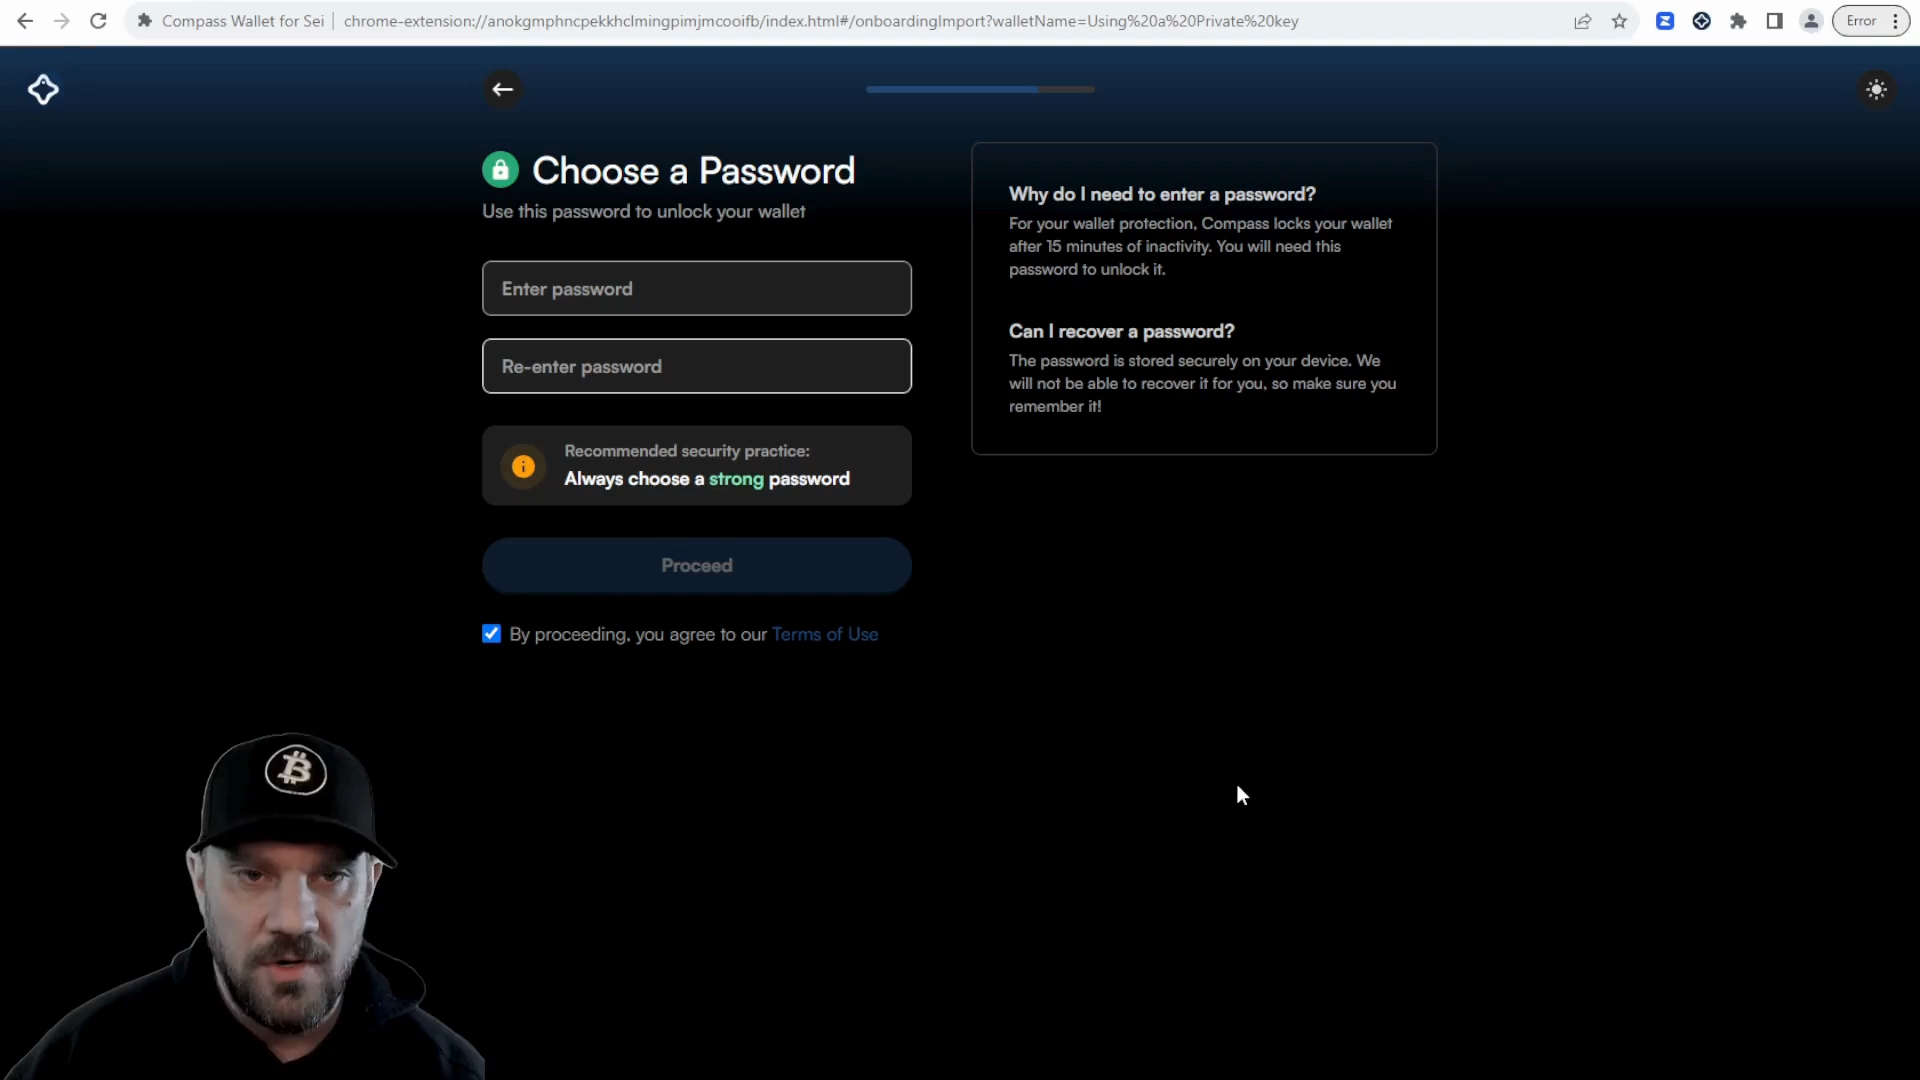 Compass Wallet for Sei
chrome-extension://anokgmphncpekkhclmingpimjmcooifb/index.html#/onboardingImport?walletName=Using%20a%20Private%20key
Error
Choose a Password
Use this password to unlock your wallet
Enter password
Re-enter password
Recommended security practice:
Always choose a strong password
Proceed
By proceeding, you agree to our Terms of Use
Why do I need to enter a password?
For your wallet protection, Compass locks your wallet
after 15 minutes of inactivity. You will need this
password to unlock it.
Can I recover a password?
The password is stored securely on your device. We
will not be able to recover it for you, so make sure you
remember it!